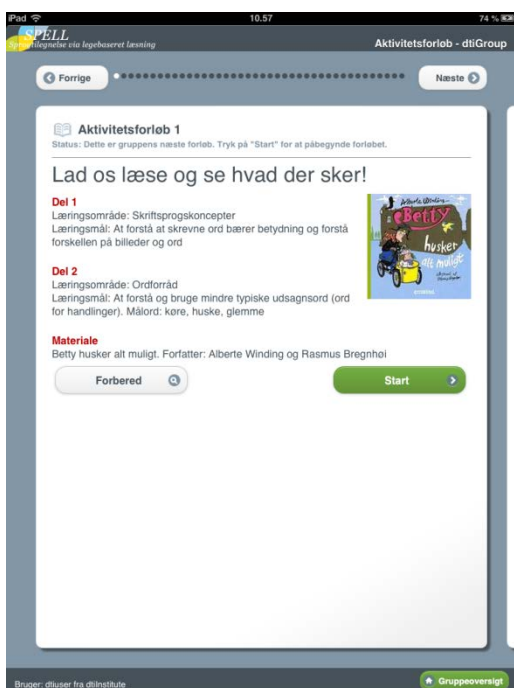 iPad 10.57 74 %
SPELL
Sprogtilegnelse via legebaseret læsning
Aktivitetsforløb - dtiGroup
Forrige
Næste
Aktivitetsforløb 1
Status: Dette er gruppens næste forløb. Tryk på "Start" for at påbegynde forløbet.
Lad os læse og se hvad der sker!
Del 1
Læringsområde: Skriftsprogskoncepter
Læringsmål: At forstå at skrevne ord bærer betydning og forstå
forskellen på billeder og ord
Del 2
Læringsområde: Ordforråd
Læringsmål: At forstå og bruge mindre typiske udsagnsord (ord
for handlinger). Målord: køre, huske, glemme
Materiale
Betty husker alt muligt. Forfatter: Alberte Winding og Rasmus Bregnhøi
Alberte Winding
Betty
husker
alt muligt
Forbered
Start
Bruger: dtiuser fra dtiInstitute
Gruppeoversigt